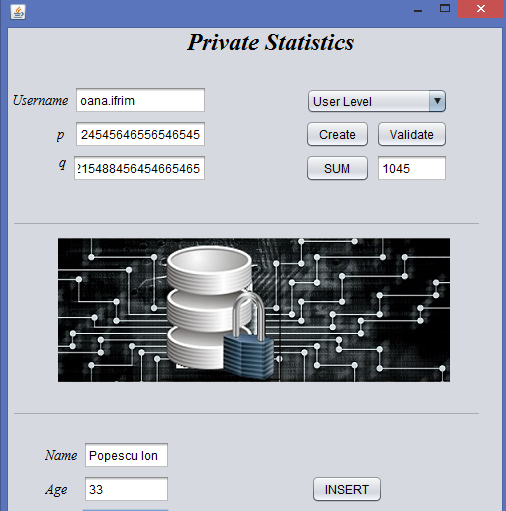 Private Statistics
Username oana.ifrim User Level
p 24545646556546545 Create Validate
q 215488456454665465 SUM 1045
Name Popescu Ion
Age 33 INSERT